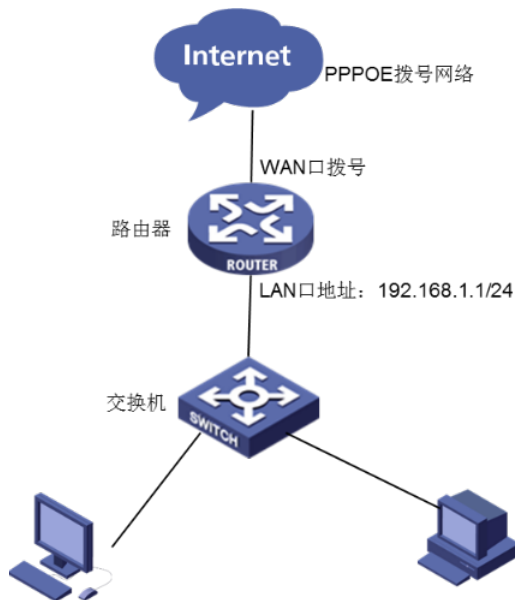 Internet
PPPOE拨号网络
WAN口拨号
路由器
ROUTER
LAN口地址：192.168.1.1/24
交换机
SWITCH